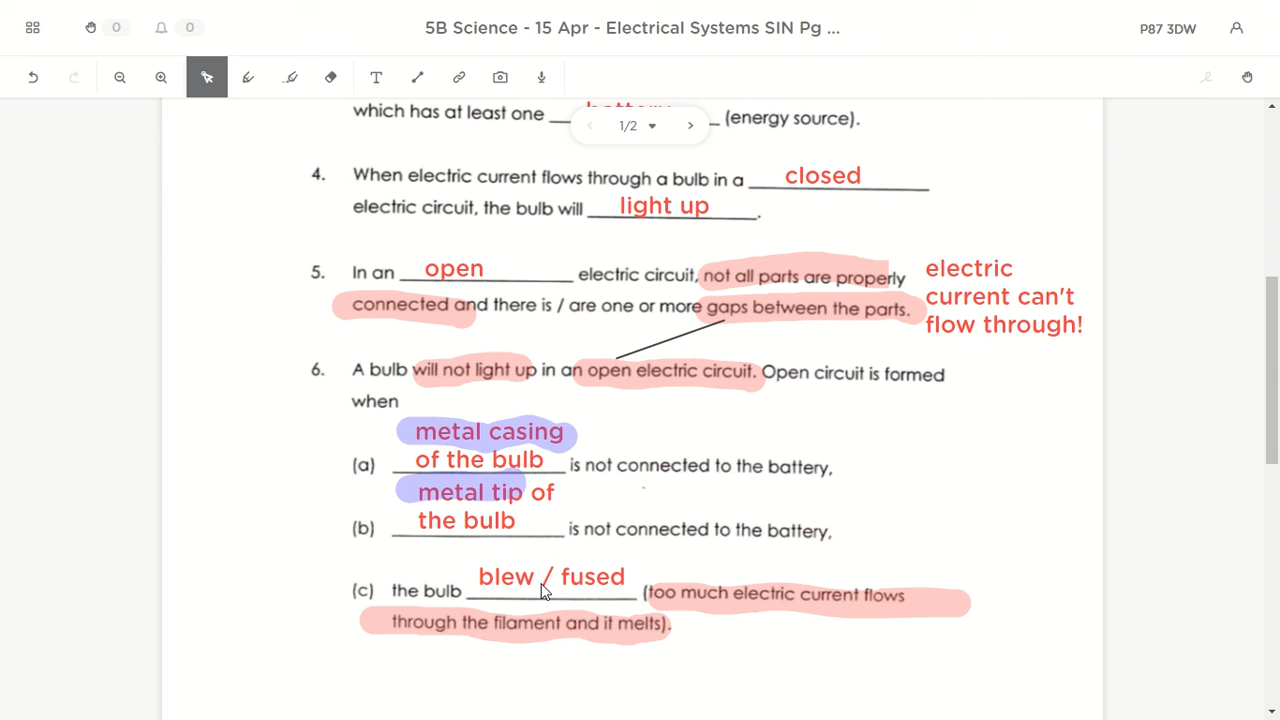 0
0
5B Science - 15 Apr - Electrical Systems SIN Pg ...
P87 3DW
which has at least one battery (energy source).
1/2
4. When electric current flows through a bulb in a closed
electric circuit, the bulb will light up.
5. In an open electric circuit, not all parts are properly
connected and there is / are one or more gaps between the parts.
electric
current can't
flow through!
6. A bulb will not light up in an open electric circuit. Open circuit is formed
when
metal casing
(a) of the bulb is not connected to the battery,
metal tip of
(b) the bulb is not connected to the battery,
(c) the bulb blew / fused (too much electric current flows
through the filament and it melts).